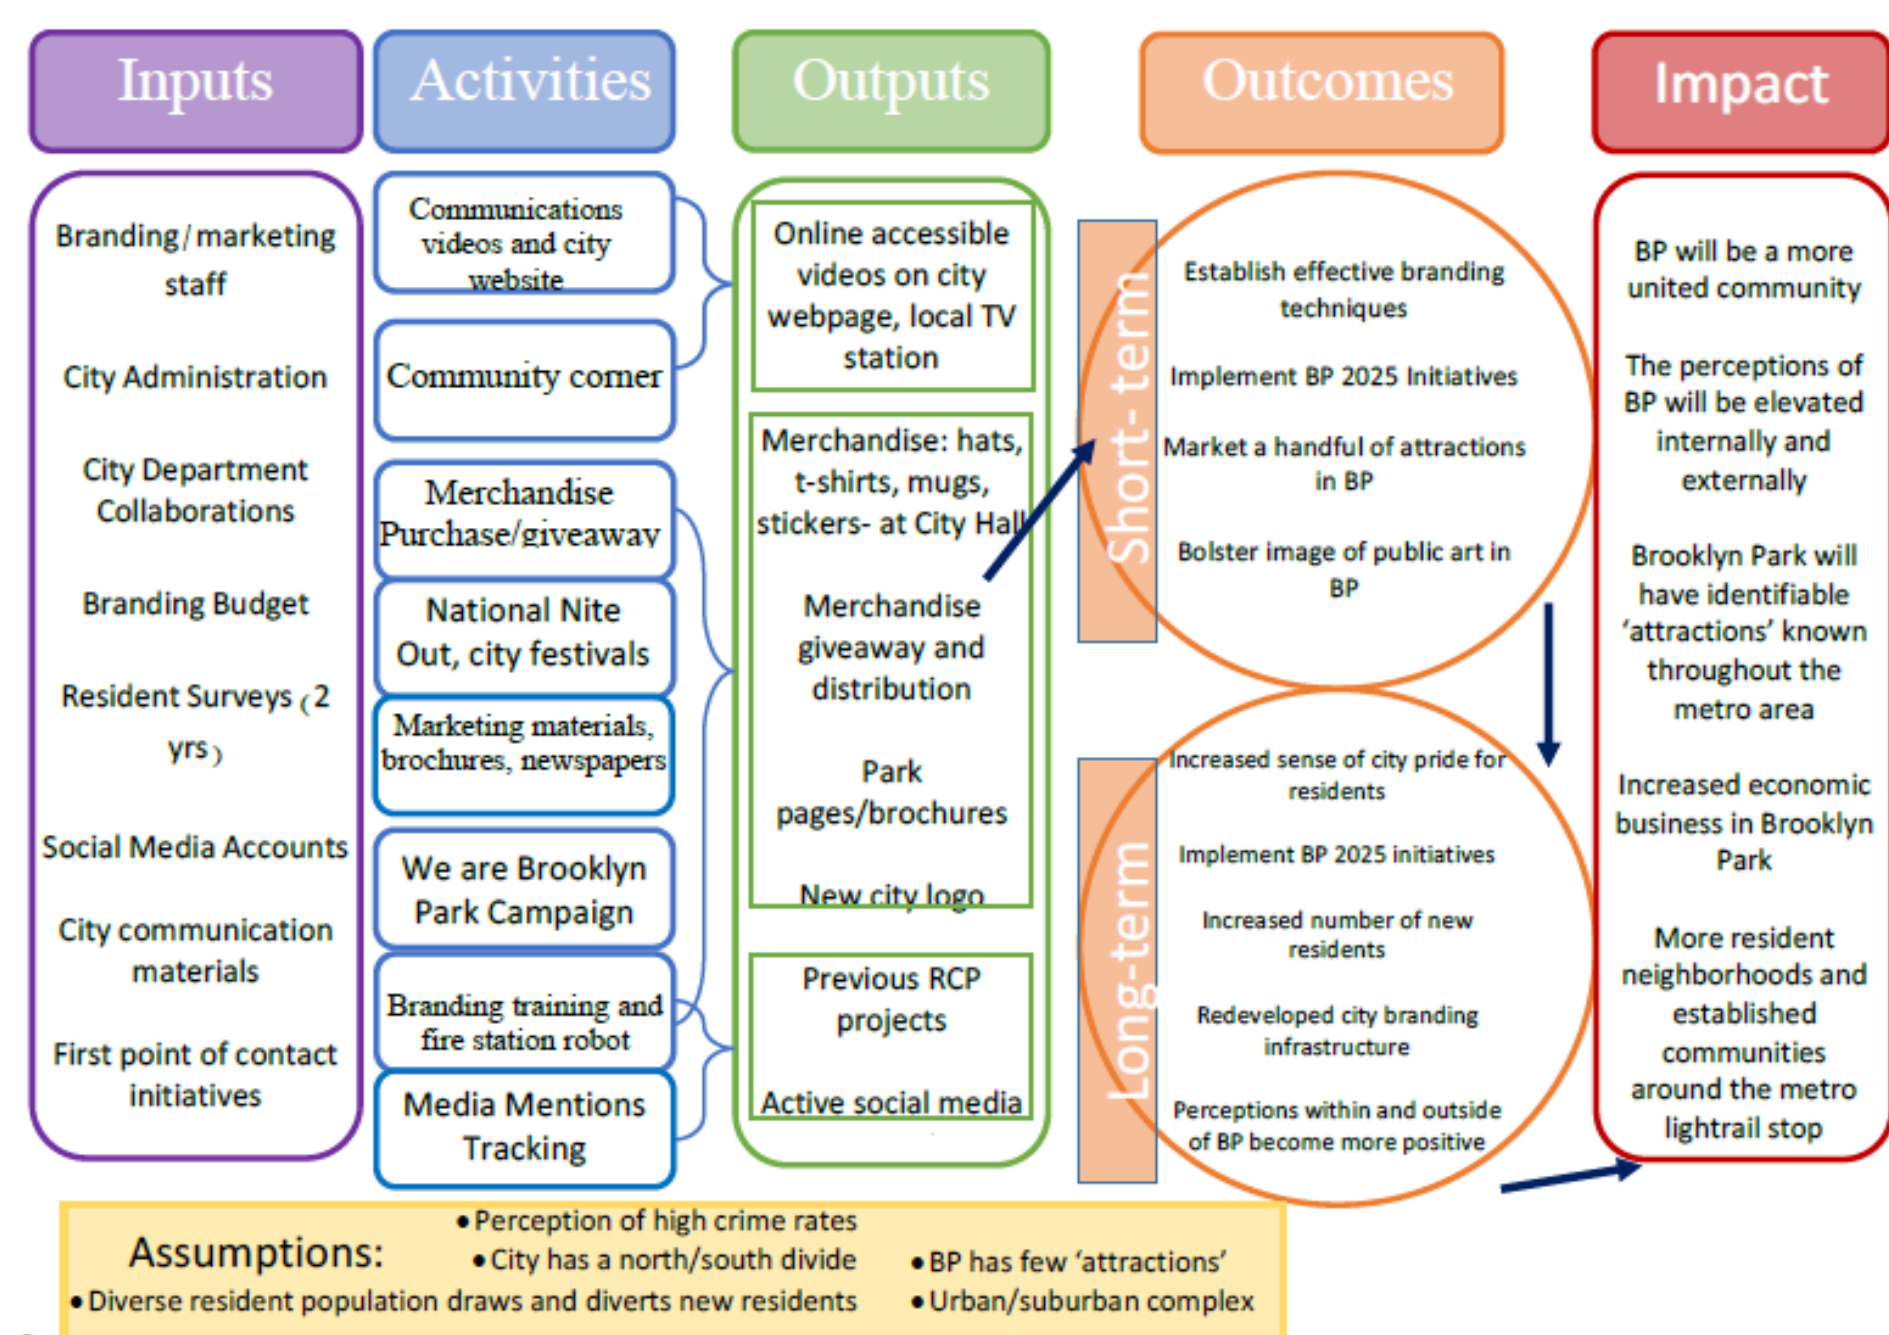 Inputs
Activities
Outputs
Outcomes
Impact
Branding/marketing
staff
City Administration
City Department
Collaborations
Branding Budget
Resident Surveys (2
yrs)
Social Media Accounts
City communication
materials
First point of contact
initiatives
Communications
videos and city
website
Community corner
Merchandise
Purchase/giveaway
National Nite
Out, city festivals
Marketing materials,
brochures, newspapers
We are Brooklyn
Park Campaign
Branding training and
fire station robot
Media Mentions
Tracking
Online accessible
videos on city
webpage, local TV
station
Merchandise: hats,
t-shirts, mugs,
stickers- at City Hall
Merchandise
giveaway and
distribution
Park
pages/brochures
New city logo
Previous RCP
projects
Active social media
Short- term
Establish effective branding
techniques
Implement BP 2025 Initiatives
Market a handful of attractions
in BP
Bolster image of public art in
BP
Long-term
Increased sense of city pride for
residents
Implement BP 2025 initiatives
Increased number of new
residents
Redeveloped city branding
infrastructure
Perceptions within and outside
of BP become more positive
BP will be a more
united community
The perceptions of
BP will be elevated
internally and
externally
Brooklyn Park will
have identifiable
‘attractions’ known
throughout the
metro area
Increased economic
business in Brooklyn
Park
More resident
neighborhoods and
established
communities
around the metro
lightrail stop
Assumptions:
•Perception of high crime rates
•City has a north/south divide
•Diverse resident population draws and diverts new residents
•BP has few ‘attractions’
•Urban/suburban complex